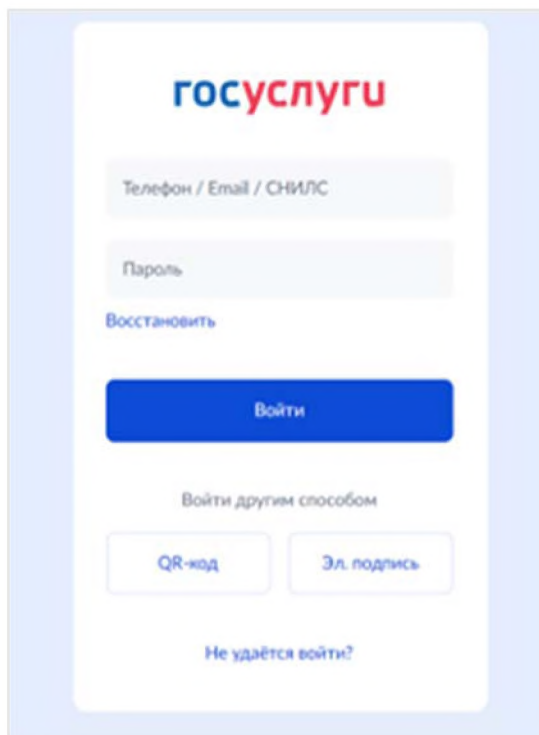 госуслуги
Телефон / Email / СНИЛС
Пароль
Восстановить
Войти
Войти другим способом
QR-код
Эл. подпись
Не удаётся войти?